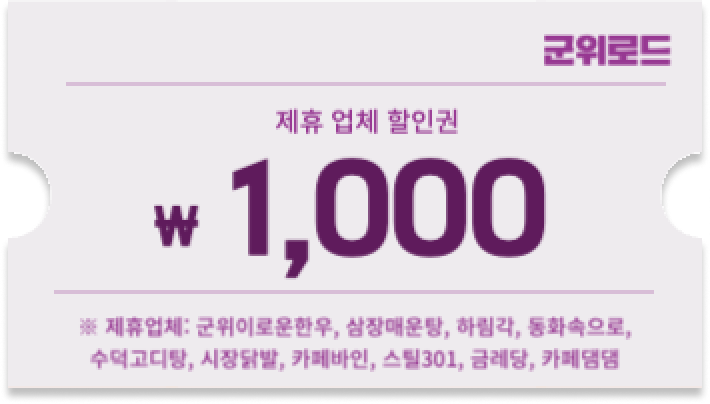 군위로드
제휴 업체 할인권
₩ 1,000
※ 제휴업체: 군위이로운한우, 삼장매운탕, 하림각, 동화속으로,
수덕고디탕, 시장닭발, 카페바인, 스틸301, 금레당, 카페댐댐